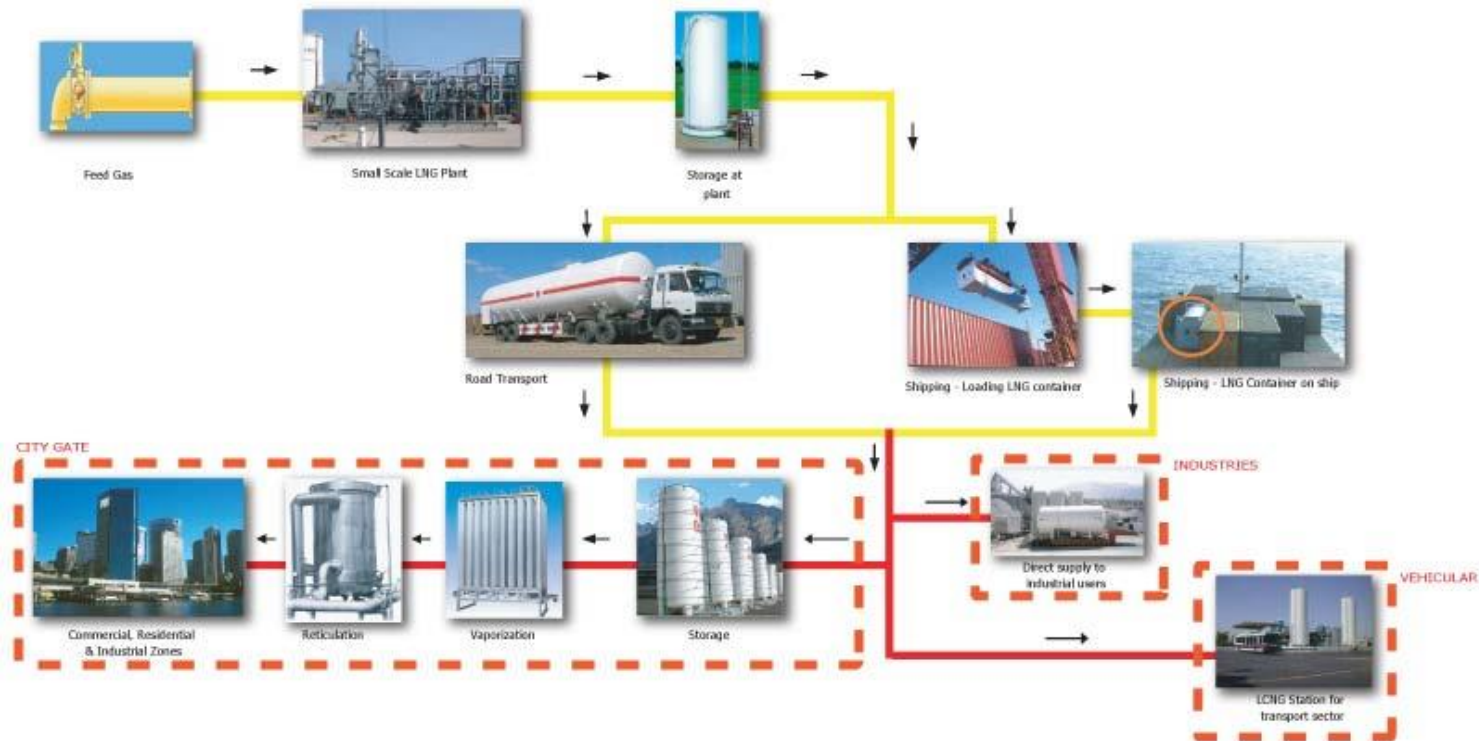 Feed Gas
Small Scale LNG Plant
Storage at
plant
Road Transport
Shipping - Loading LNG container
Shipping - LNG Container on ship
CITY GATE
INDUSTRIES
Direct supply to
industrial users
VEHICULAR
Commercial, Residential
& Industrial Zones
Reticulation
Vaporization
Storage
LCNG Station for
transport sector